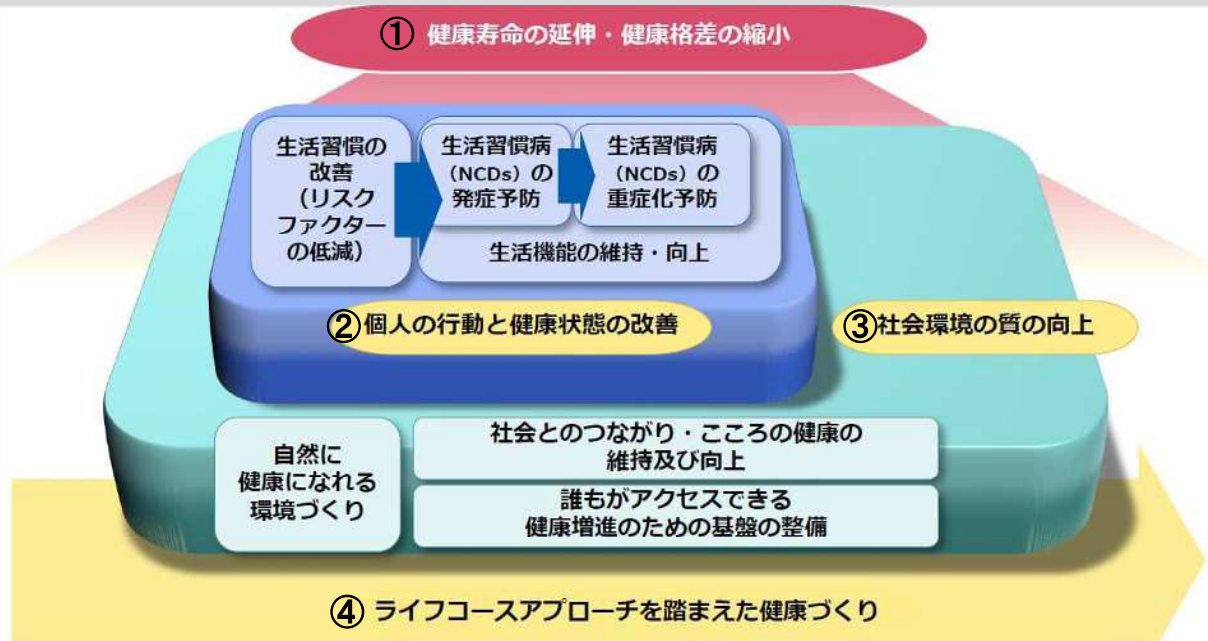 ① 健康寿命の延伸・健康格差の縮小
生活習慣の
改善
（リスク
ファクター
の低減）
生活習慣病
（NCDs）の
発症予防
生活習慣病
（NCDs）の
重症化予防
生活機能の維持・向上
②個人の行動と健康状態の改善
③社会環境の質の向上
自然に
健康になれる
環境づくり
社会とのつながり・こころの健康の
維持及び向上
誰もがアクセスできる
健康増進のための基盤の整備
④ ライフコースアプローチを踏まえた健康づくり